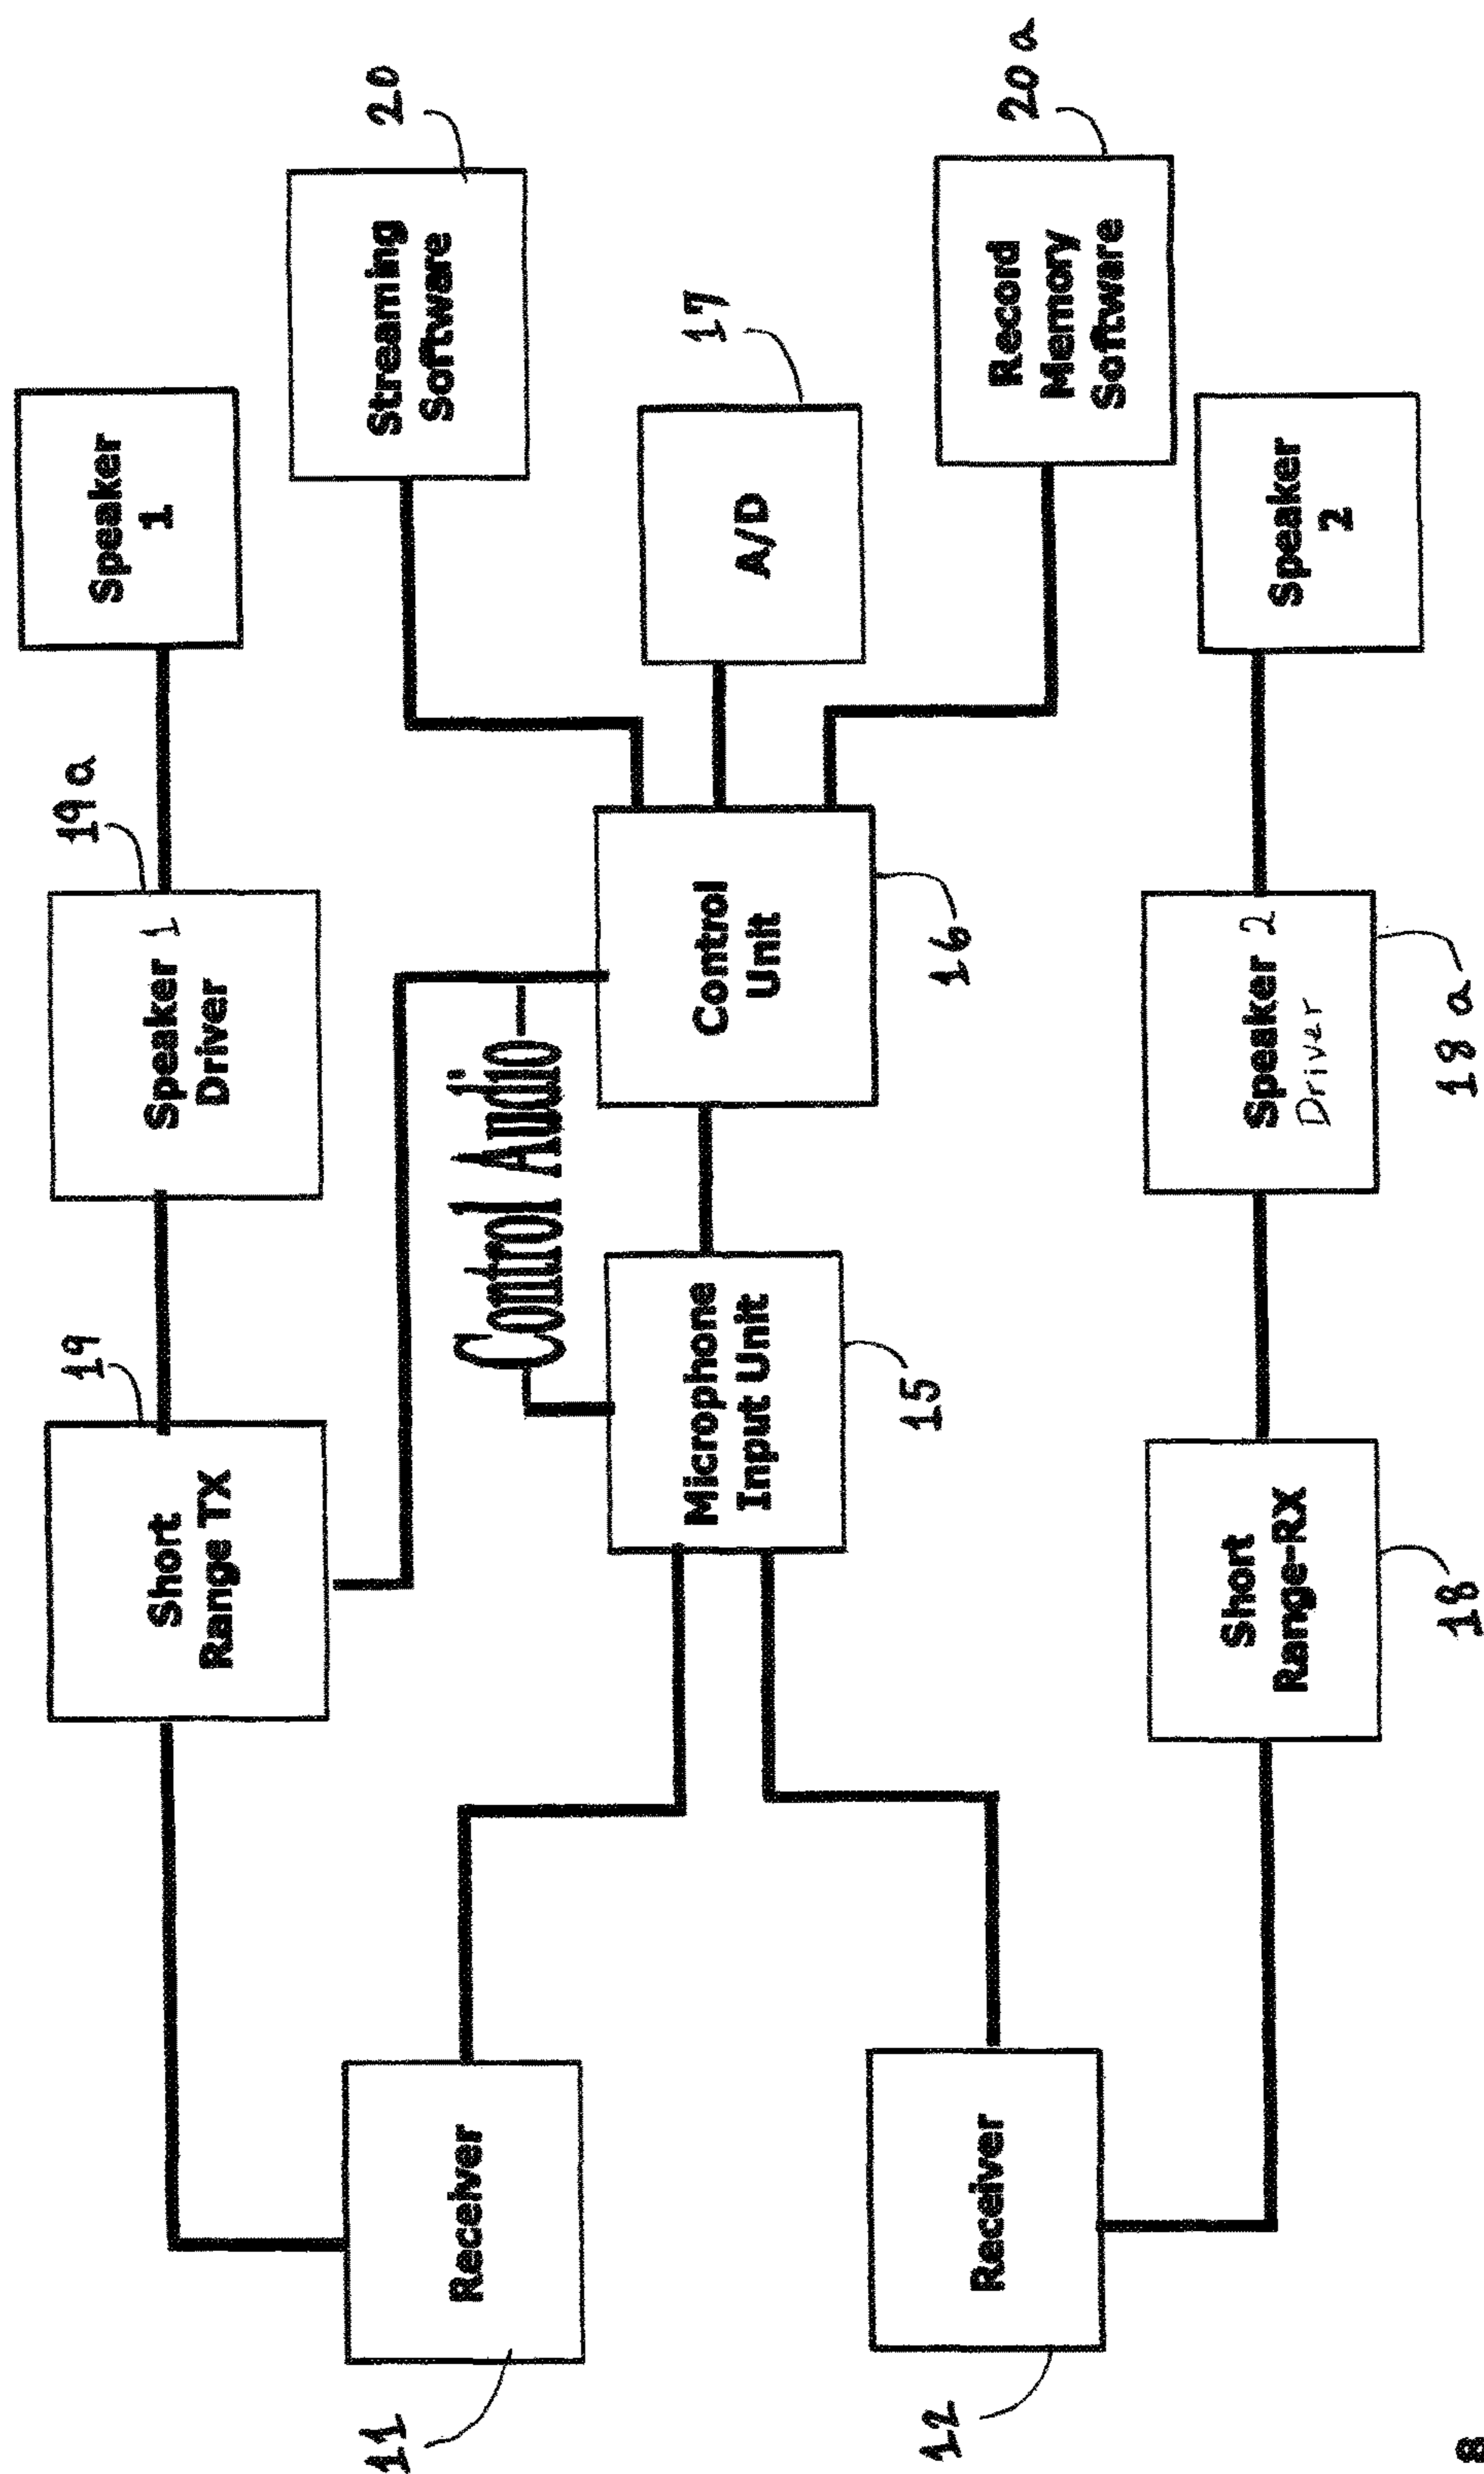 Speaker
1
19a
Speaker 1
Driver
19
Short
Range TX
20
Streaming
Software
Control Audio
11
Receiver
17
A/D
Control
Unit
16
Microphone
Input Unit
15
20a
Record
Memory
Software
12
Receiver
Speaker
2
Speaker 2
Driver
18a
Short
Range-RX
18
8